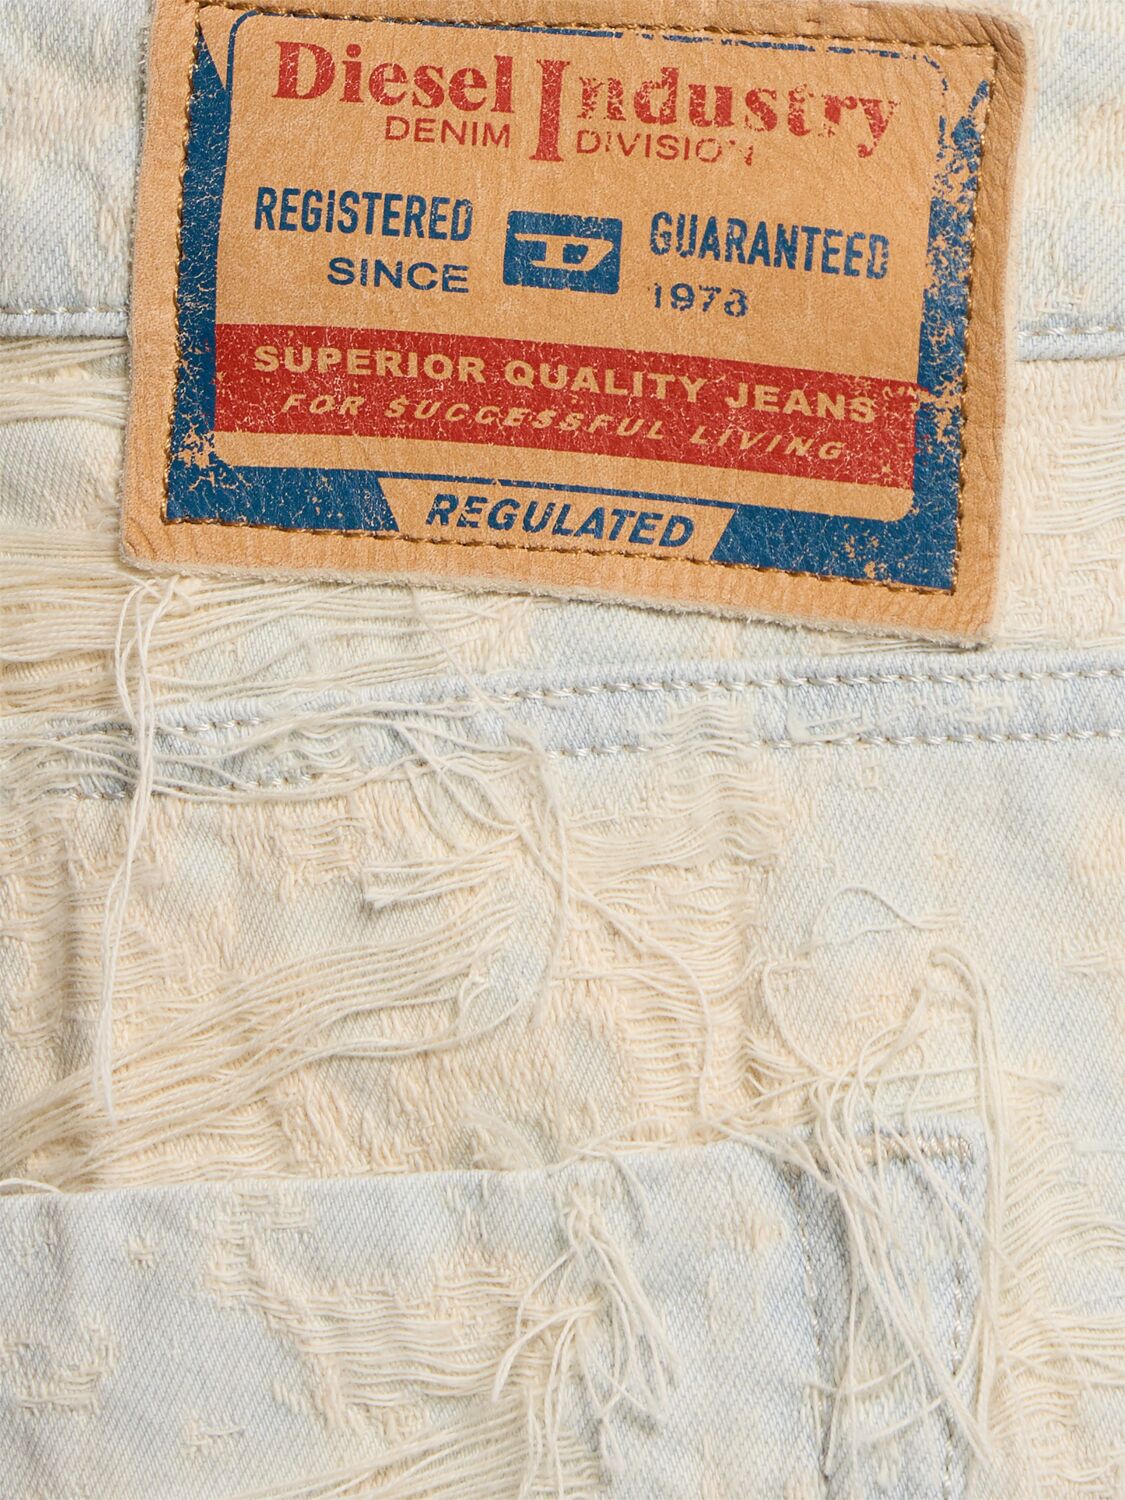 Diesel Industry
DENIM DIVISION
REGISTERED D GUARANTEED
SINCE 1978
SUPERIOR QUALITY JEANS
FOR SUCCESSFUL LIVING
REGULATED